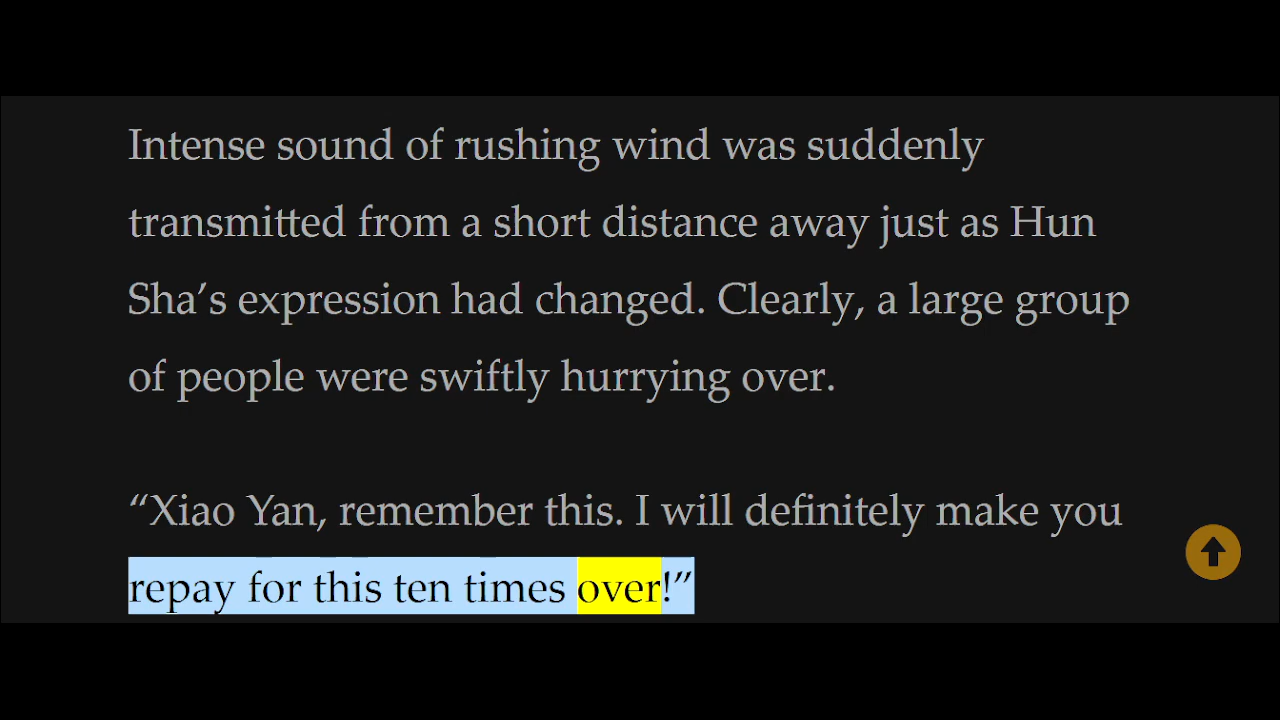 Intense sound of rushing wind was suddenly
transmitted from a short distance away just as Hun
Sha’s expression had changed. Clearly, a large group
of people were swiftly hurrying over.
“Xiao Yan, remember this. I will definitely make you
repay for this ten times over!”